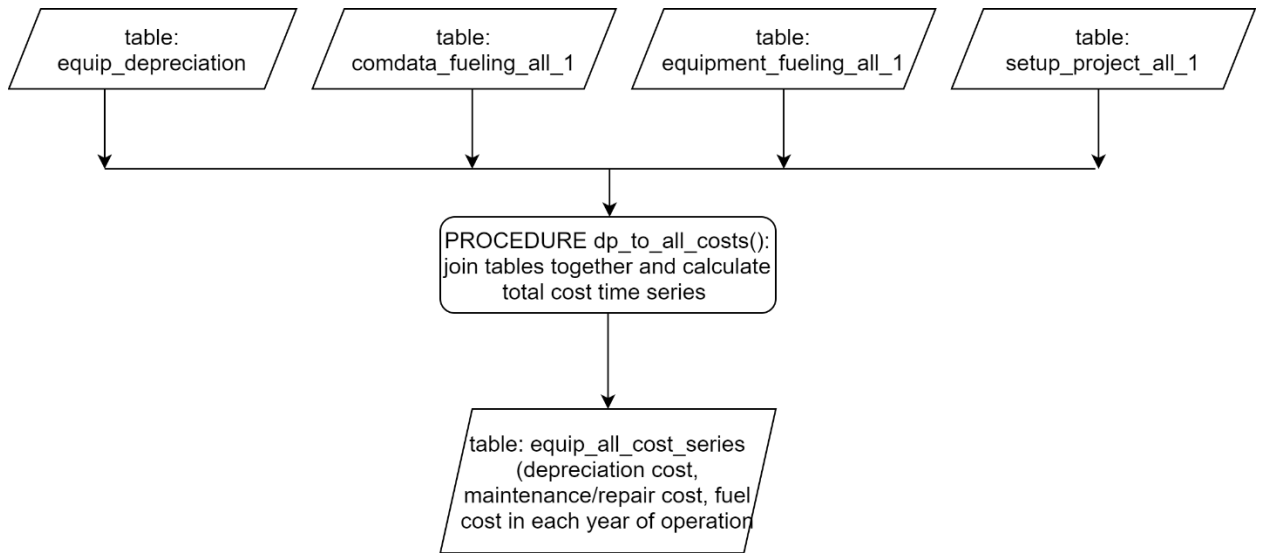 table:
equip_depreciation
table:
comdata_fueling_all_1
table:
equipment_fueling_all_1
table:
setup_project_all_1
PROCEDURE dp_to_all_costs():
join tables together and calculate
total cost time series
table: equip_all_cost_series
(depreciation cost,
maintenance/repair cost, fuel
cost in each year of operation